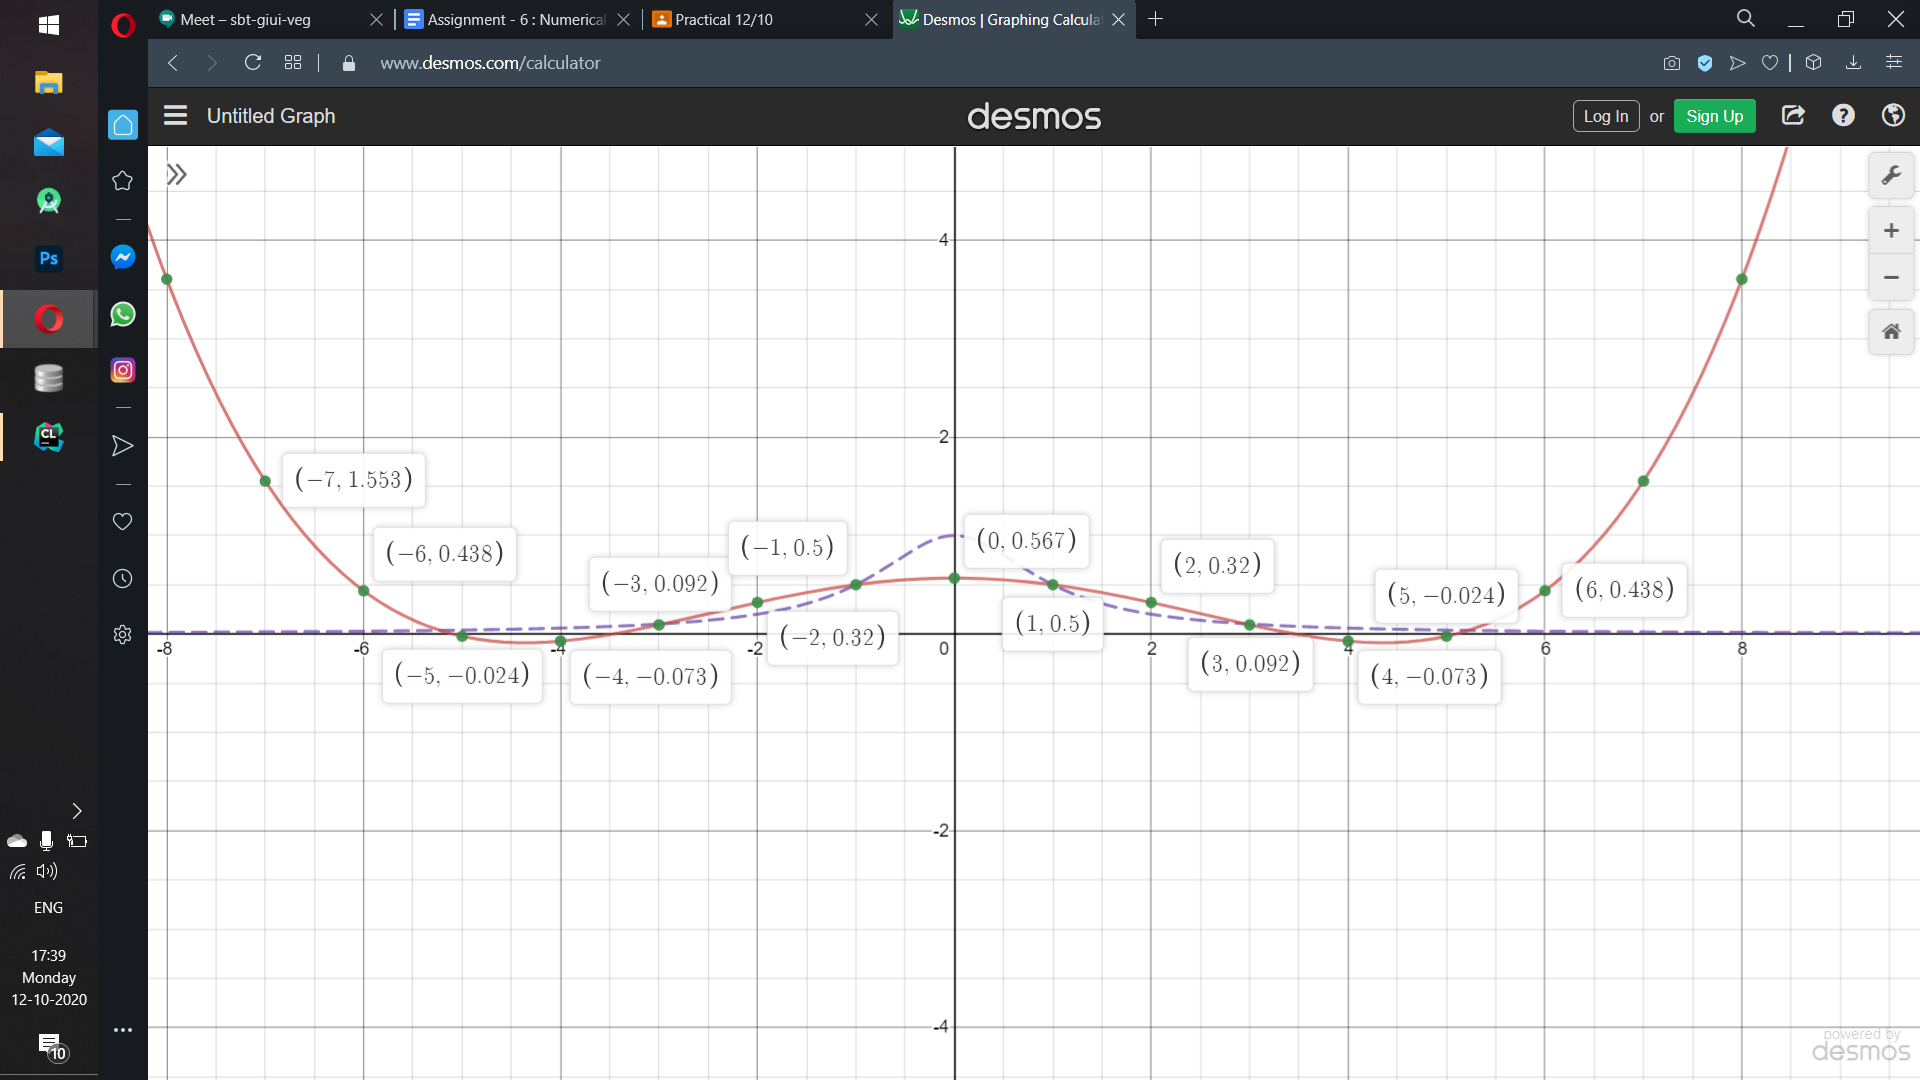 Meet – sbt-giui-veg
Assignment - 6 : Numerical
Practical 12/10
Desmos | Graphing Calcula
www.desmos.com/calculator
Untitled Graph
desmos
Log In
or
Sign Up
Ps
CL
4
2
(−7, 1.553)
(−6, 0.438)
(−3, 0.092)
(−1, 0.5)
(0, 0.567)
(2, 0.32)
(5, −0.024)
(6, 0.438)
(−2, 0.32)
(1, 0.5)
-8
-6
-4
-2
0
2
4
6
8
(−5, −0.024)
(−4, −0.073)
(3, 0.092)
(4, −0.073)
-2
-4
ENG
17:39
Monday
12-10-2020
10
powered by
desmos